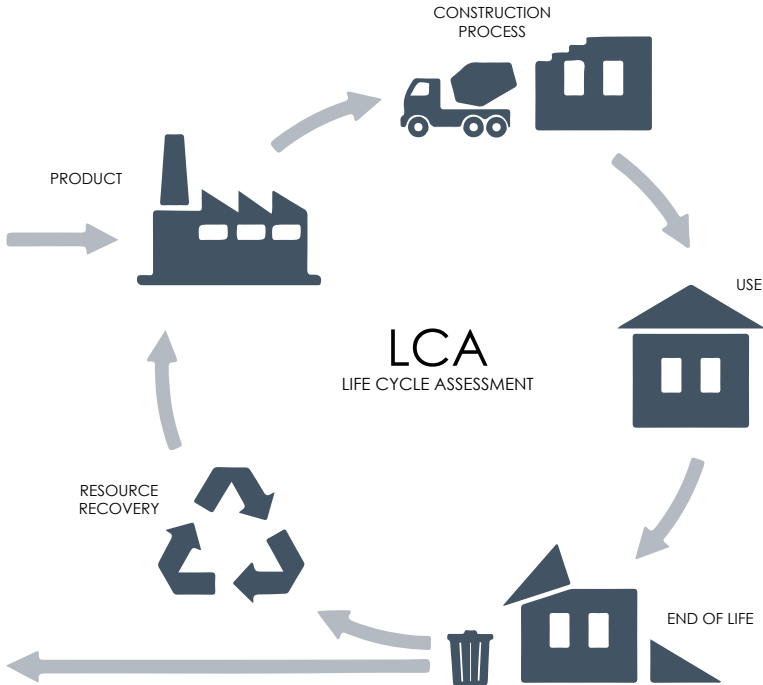 CONSTRUCTION
PROCESS
PRODUCT
USE
LCA
LIFE CYCLE ASSESSMENT
RESOURCE
RECOVERY
END OF LIFE